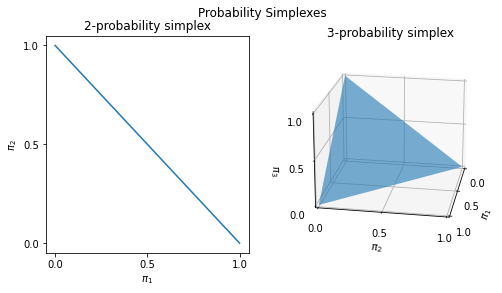 Probability Simplexes
2-probability simplex
1.0
0.5
0.0
π₂
0.0 0.5 1.0
π₁
3-probability simplex
1.0
0.5
0.0
π₃
0.0 0.5 1.0
π₂
0.0
0.5
1.0
π₁